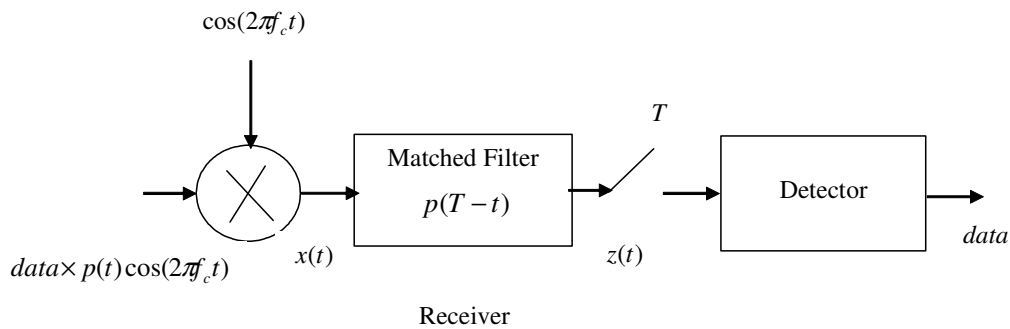 cos(2πf_c t)
T
Matched Filter
p(T − t)
Detector
x(t)
z(t)
data
data × p(t) cos(2πf_c t)
Receiver